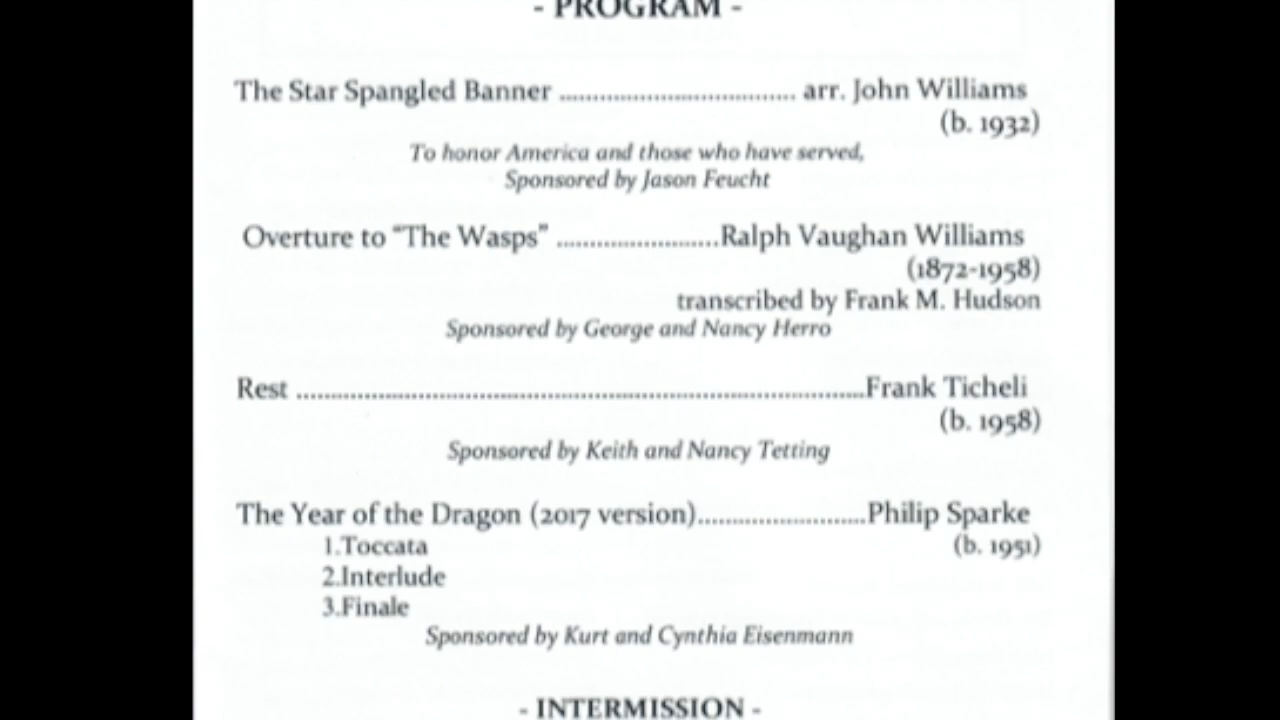 - PROGRAM -
The Star Spangled Banner .................................... arr. John Williams
(b. 1932)
To honor America and those who have served,
Sponsored by Jason Feucht
Overture to "The Wasps" .........................Ralph Vaughan Williams
(1872-1958)
transcribed by Frank M. Hudson
Sponsored by George and Nancy Herro
Rest ......................................................................................Frank Ticheli
(b. 1958)
Sponsored by Keith and Nancy Tetting
The Year of the Dragon (2017 version)..........................Philip Sparke
1.Toccata (b. 1951)
2.Interlude
3.Finale
Sponsored by Kurt and Cynthia Eisenmann
- INTERMISSION -